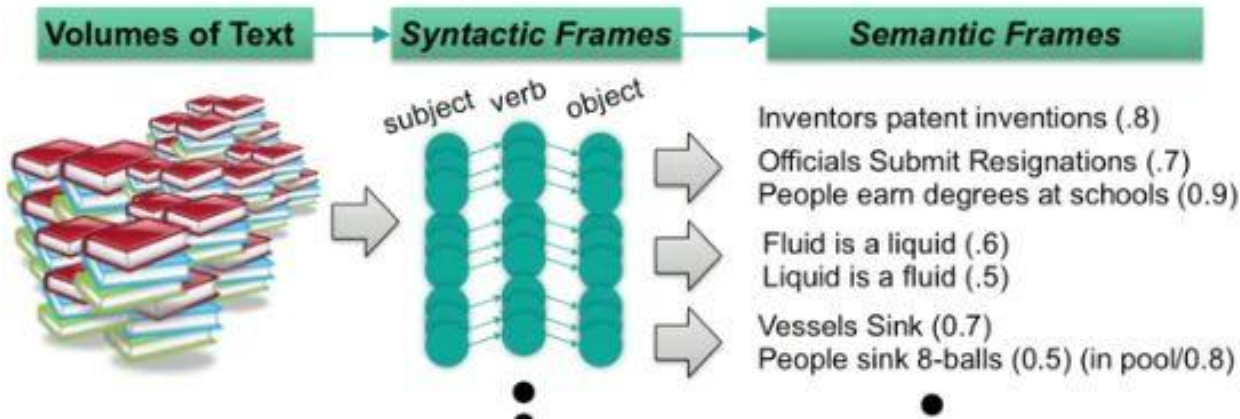 Volumes of Text
Syntactic Frames
Semantic Frames
subject verb object
Inventors patent inventions (.8)
Officials Submit Resignations (.7)
People earn degrees at schools (0.9)
Fluid is a liquid (.6)
Liquid is a fluid (.5)
Vessels Sink (0.7)
People sink 8-balls (0.5) (in pool/0.8)